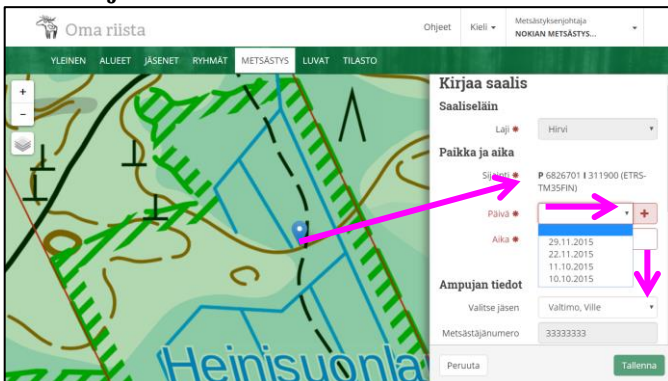 Oma riista
Ohjeet
Kieli
Metsästyksenjohtaja
NOKIAN METSÄSTYS...
YLEINEN ALUEET JÄSENET RYHMÄT METSÄSTYS LUVAT TILASTO
+
-
Heinisuonla
Kirjaa saalis
Saaliseläin
Laji * Hirvi
Paikka ja aika
Sijainti * P 6826701 I 311900 (ETRS-
TM35FIN)
Päivä * +
Aika *
29.11.2015
22.11.2015
11.10.2015
10.10.2015
Ampujan tiedot
Valitse jäsen Valtimo, Ville
Metsästäjänumero 33333333
Peruuta Tallenna